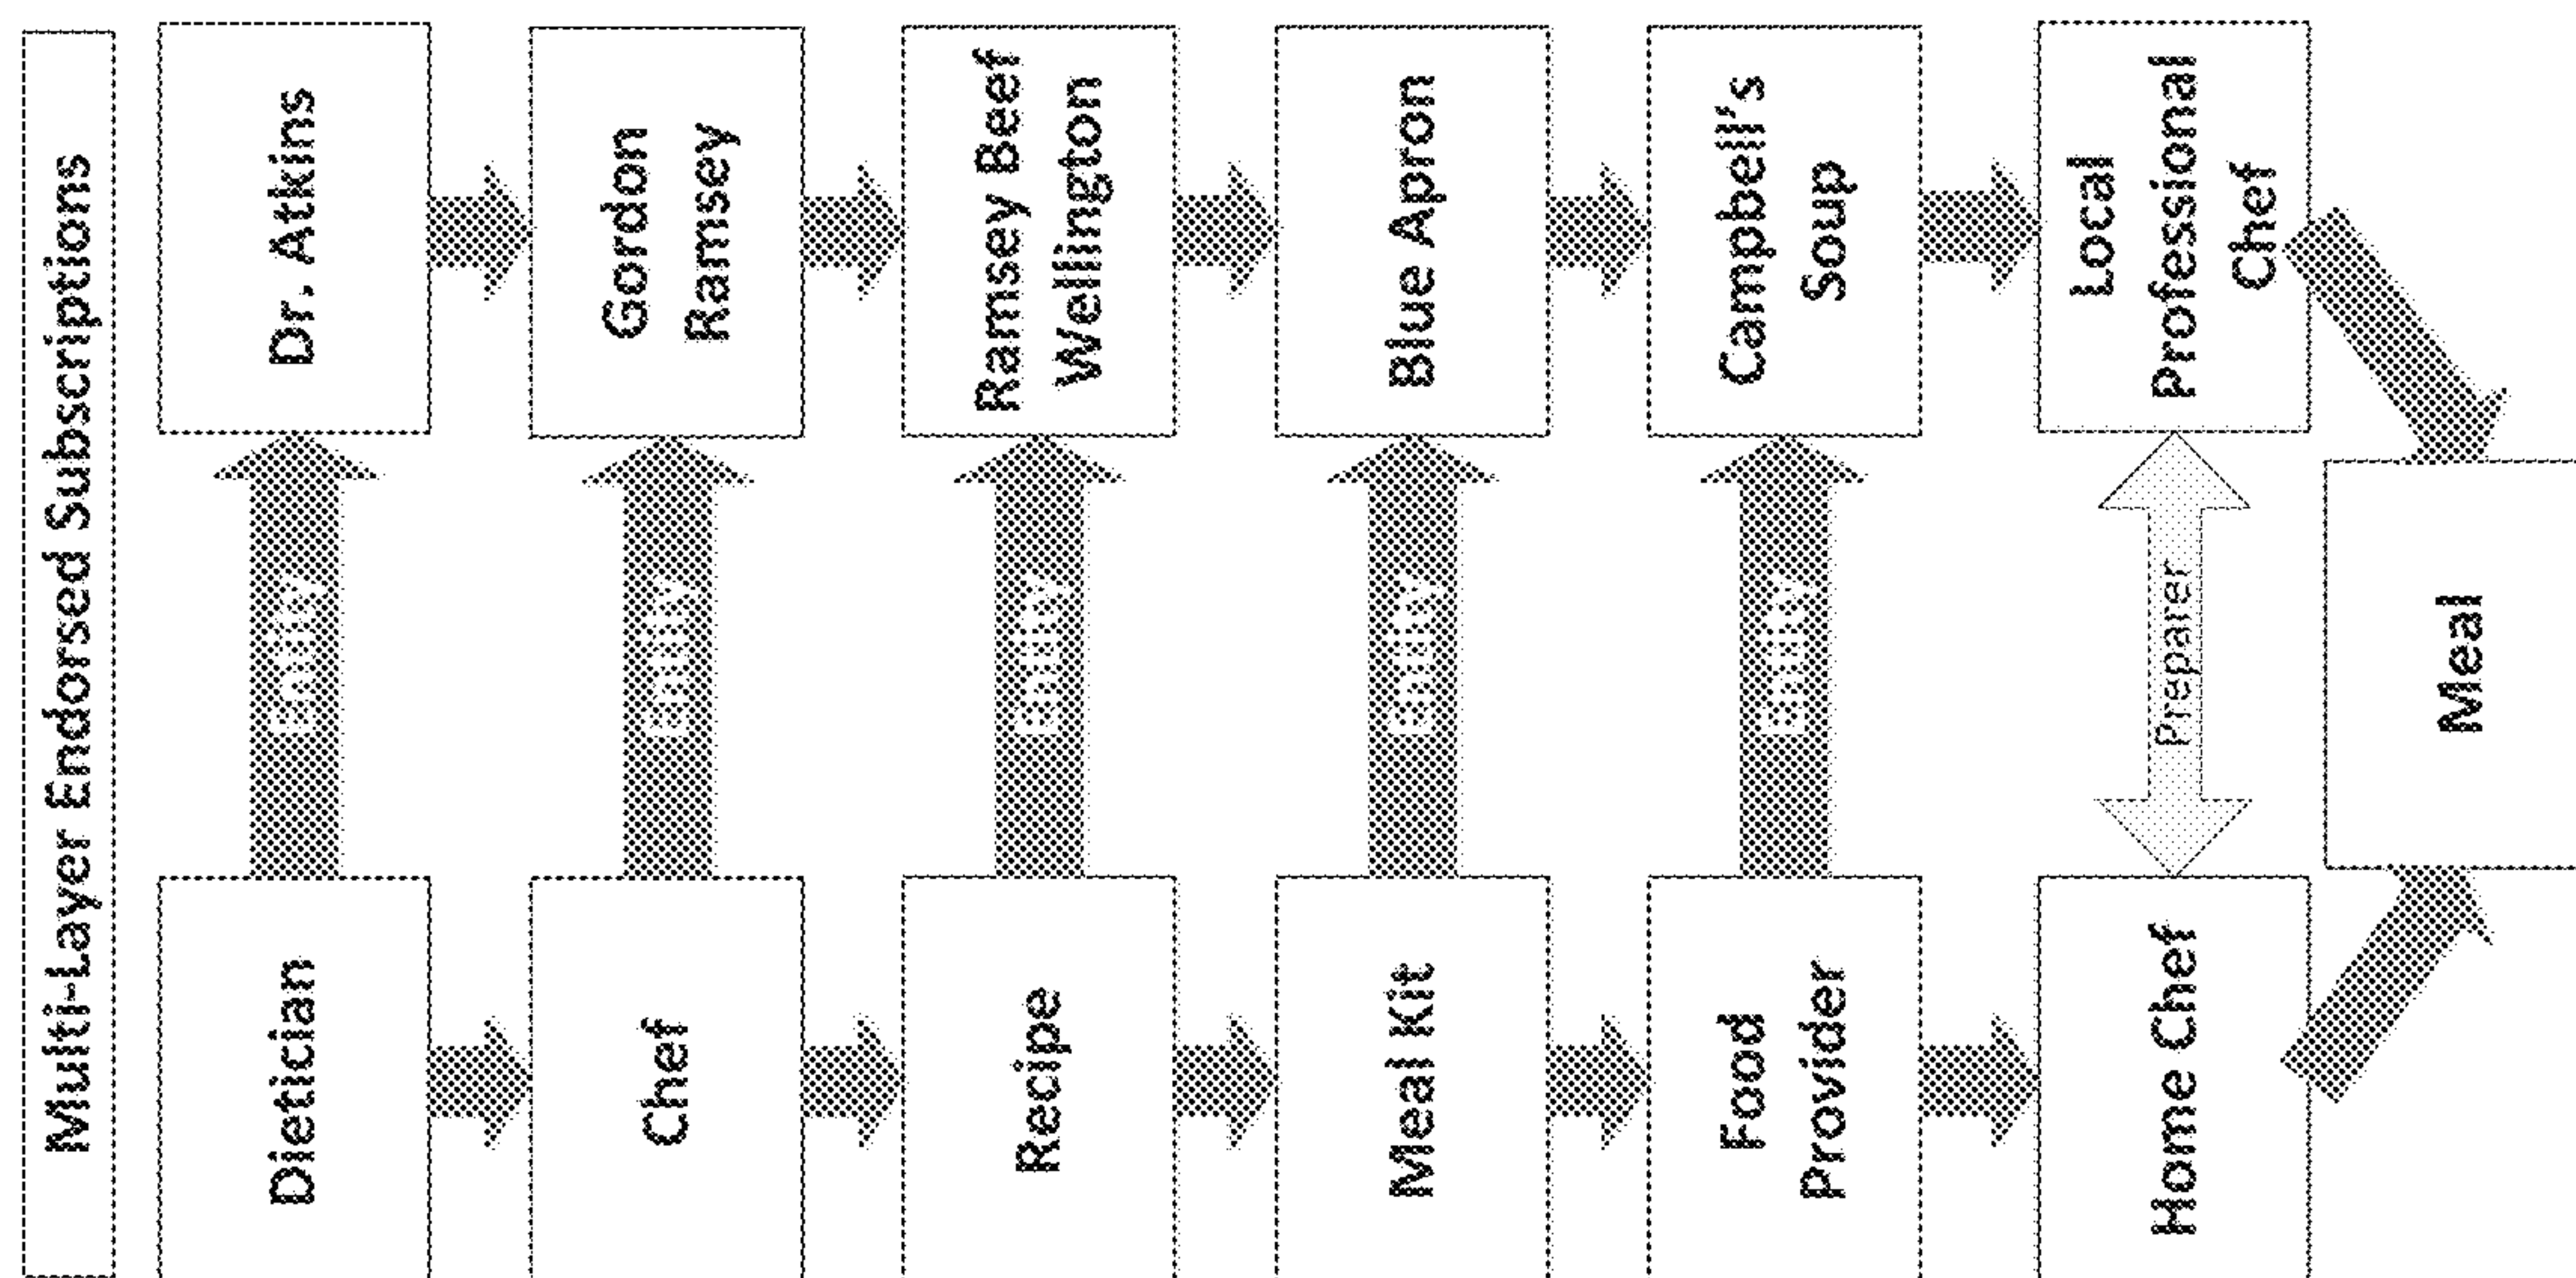 Multi-Layer Endorsed Subscriptions
Dietician
Entity
Dr. Atkins
Chef
Entity
Gordon
Ramsey
Recipe
Entity
Ramsey Beef
Wellington
Meal Kit
Entity
Blue Apron
Food
Provider
Entity
Campbell's
Soup
Home Chef
Preparer
Local
Professional
Chef
Meal